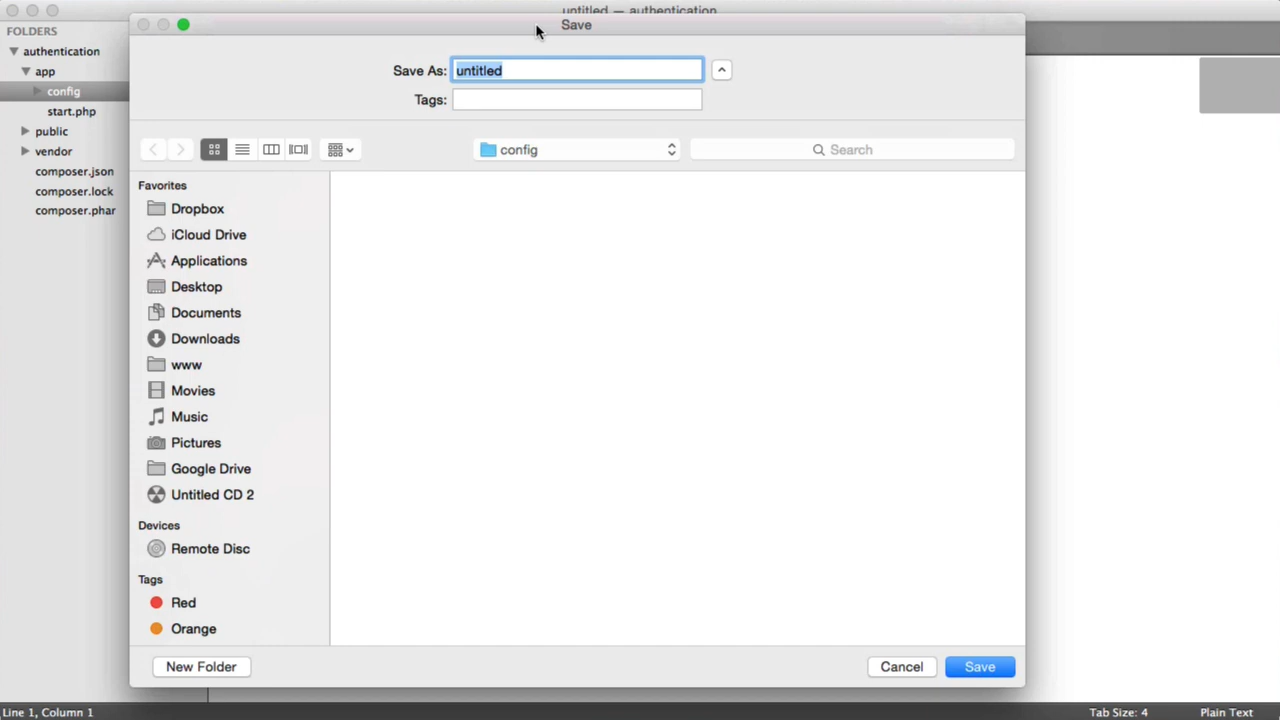 untitled — authentication
Save
FOLDERS
authentication
app
config
start.php
public
vendor
composer.json
composer.lock
composer.phar
Save As: untitled
Tags:
config
Search
Favorites
Dropbox
iCloud Drive
Applications
Desktop
Documents
Downloads
www
Movies
Music
Pictures
Google Drive
Untitled CD 2
Devices
Remote Disc
Tags
Red
Orange
New Folder
Cancel
Save
Line 1, Column 1
Tab Size: 4
Plain Text